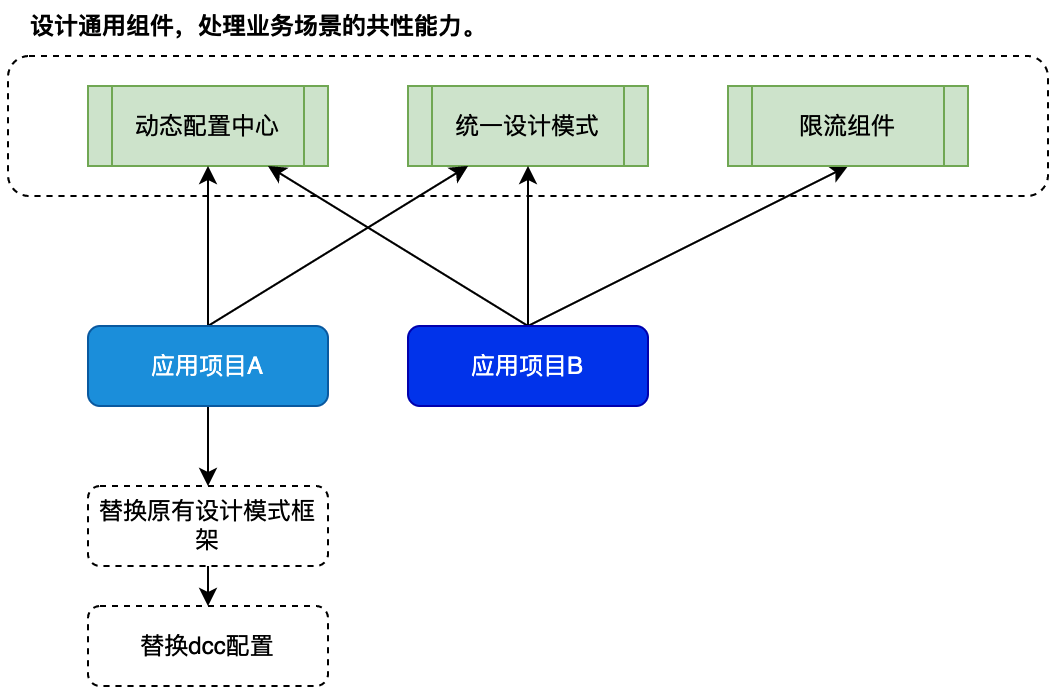 设计通用组件，处理业务场景的共性能力。
动态配置中心
统一设计模式
限流组件
应用项目A
应用项目B
替换原有设计模式框
架
替换dcc配置